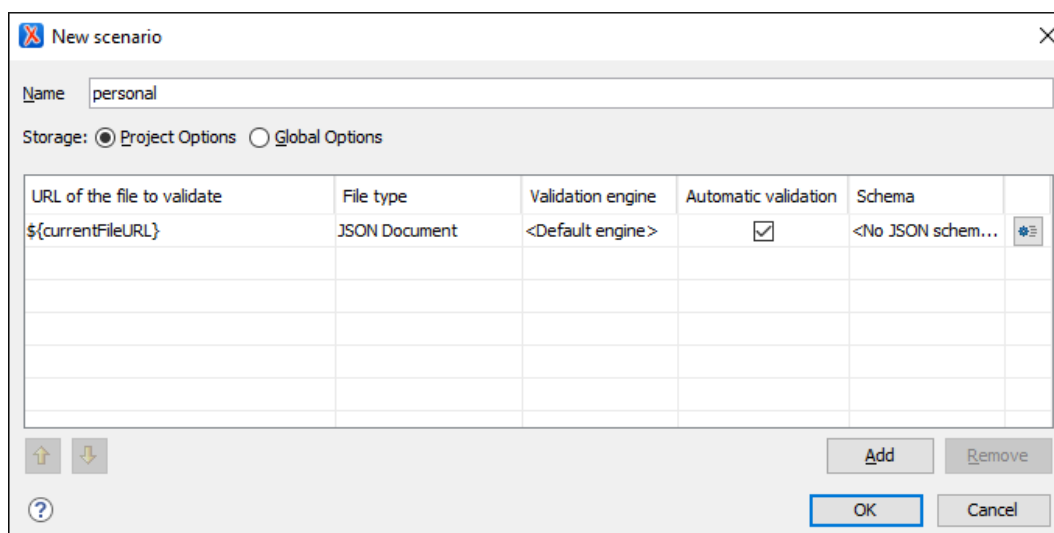 New scenario
Name personal
Storage: Project Options Global Options
URL of the file to validate File type Validation engine Automatic validation Schema
${currentFileURL} JSON Document <Default engine> <No JSON schem...
Add Remove
? OK Cancel